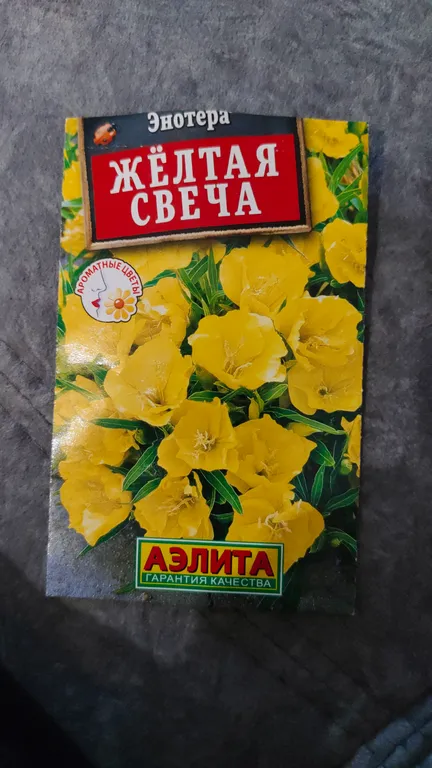 Энотера
ЖЁЛТАЯ
СВЕЧА
АРОМАТНЫЕ ЦВЕТЫ
АЭЛИТА
ГАРАНТИЯ КАЧЕСТВА